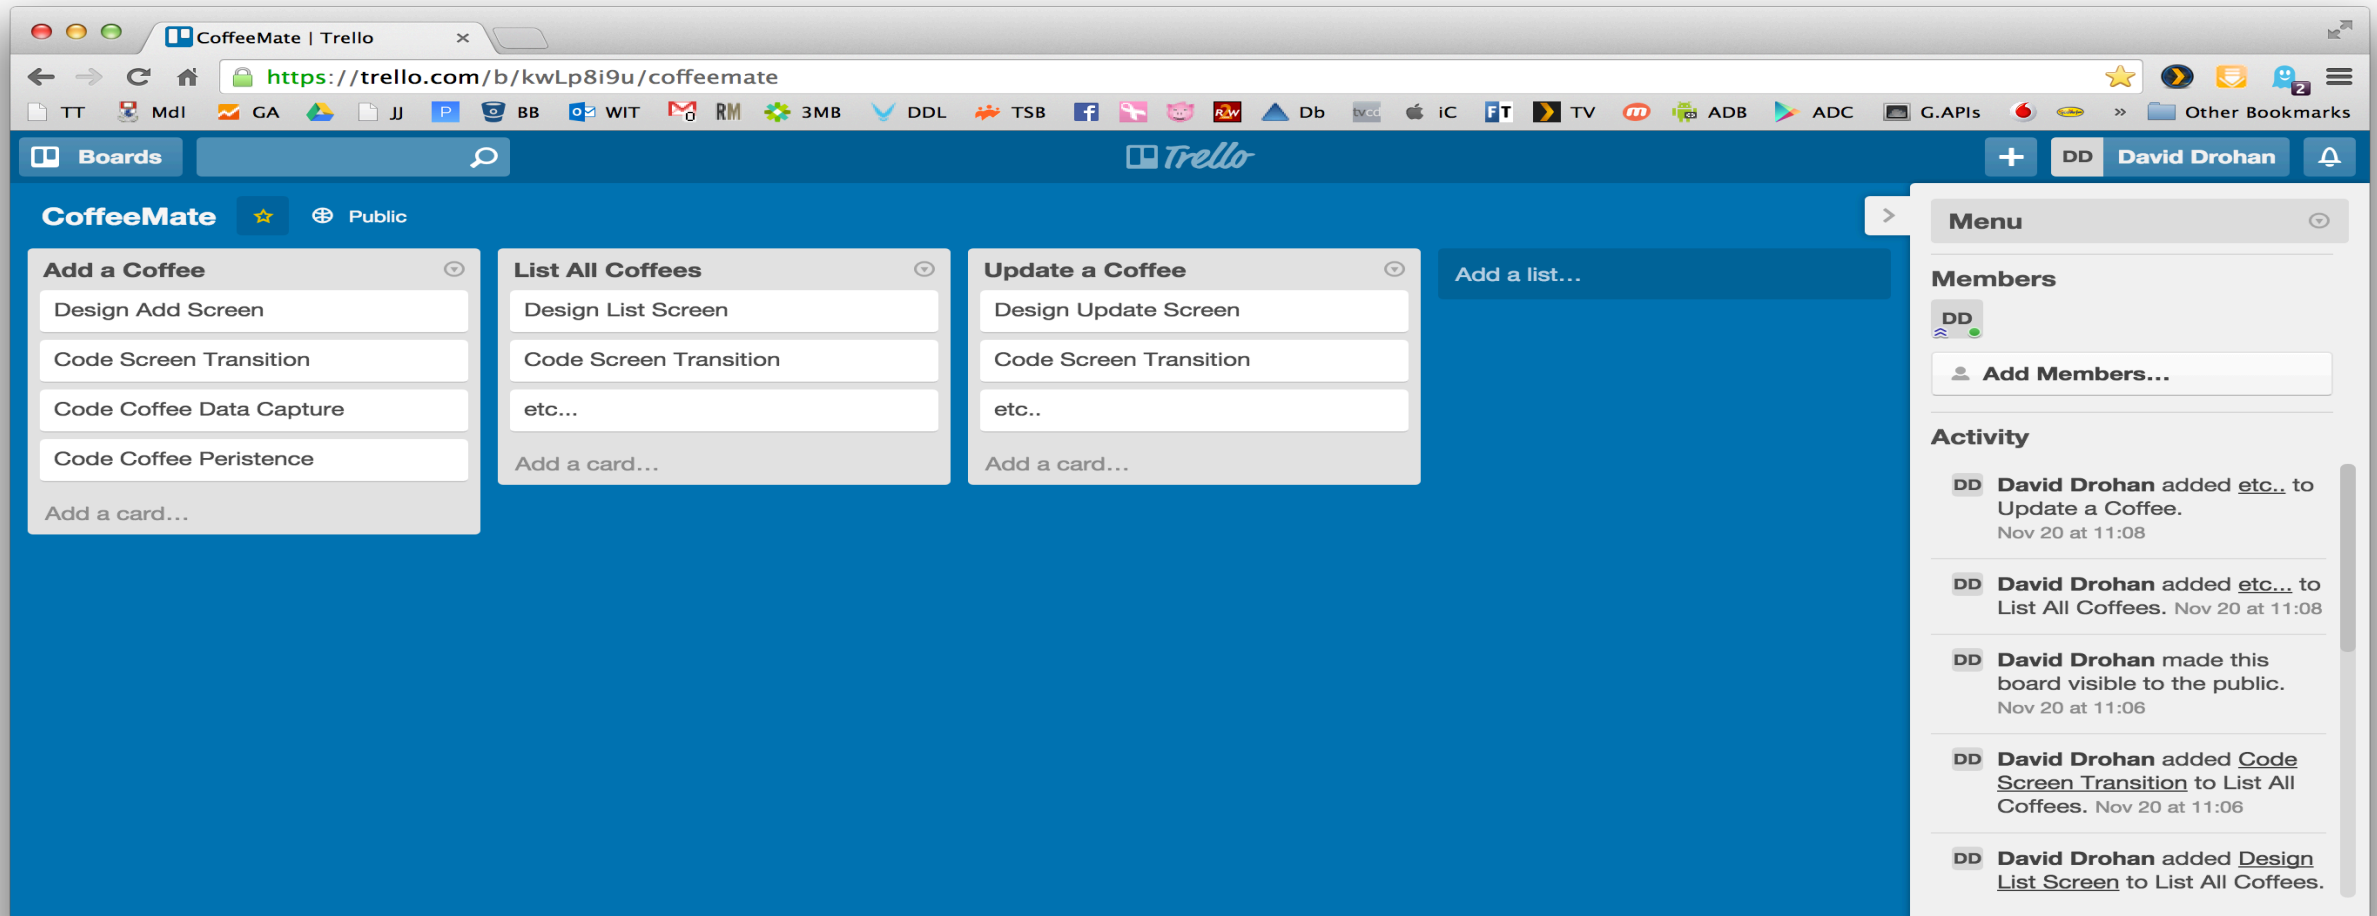 CoffeeMate | Trello
https://trello.com/b/kwLp8i9u/coffeemate
2
TT Mdl GA JJ P BB WIT 0 RM 3MB DDL TSB f R2W Db tvcd iC FT TV m ADB ADC G.APIs » Other Bookmarks
Boards
Trello
+ DD David Drohan
CoffeeMate Public
Add a Coffee
Design Add Screen
Code Screen Transition
Code Coffee Data Capture
Code Coffee Peristence
Add a card...
List All Coffees
Design List Screen
Code Screen Transition
etc...
Add a card...
Update a Coffee
Design Update Screen
Code Screen Transition
etc..
Add a card...
Add a list...
Menu
Members
DD
Add Members...
Activity
DD David Drohan added etc.. to
Update a Coffee.
Nov 20 at 11:08
DD David Drohan added etc... to
List All Coffees. Nov 20 at 11:08
DD David Drohan made this
board visible to the public.
Nov 20 at 11:06
DD David Drohan added Code
Screen Transition to List All
Coffees. Nov 20 at 11:06
DD David Drohan added Design
List Screen to List All Coffees.